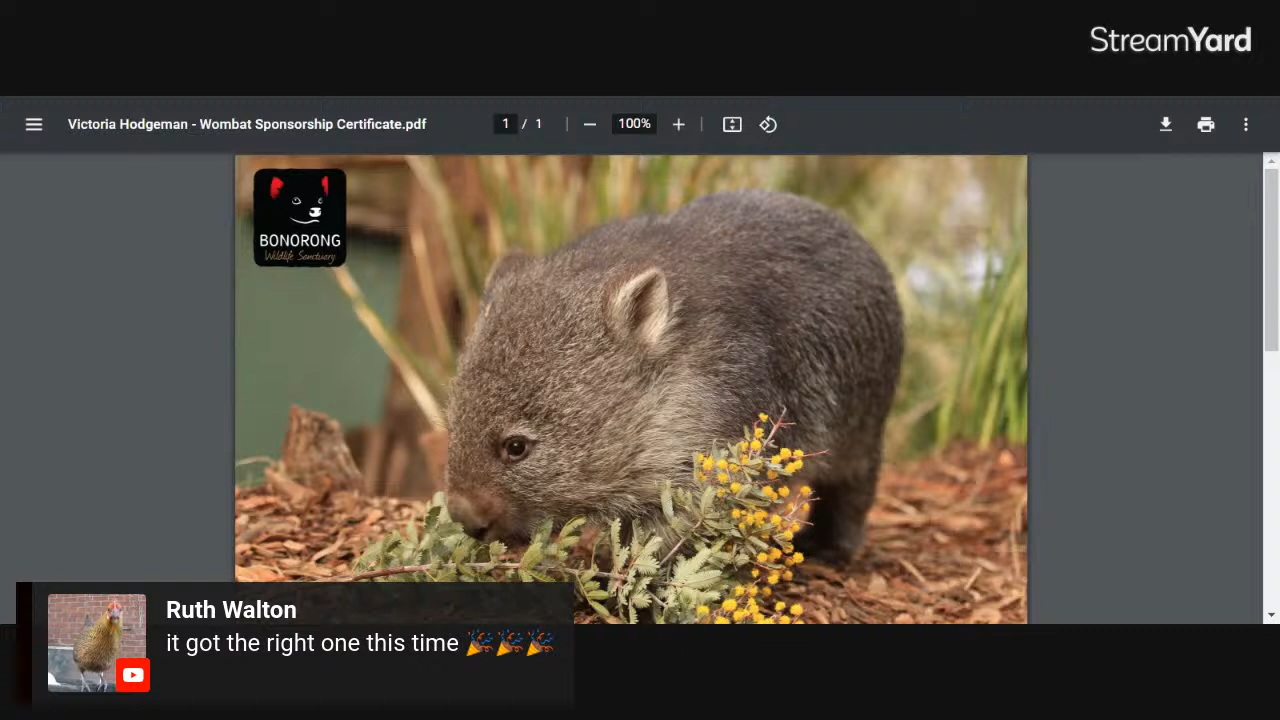 StreamYard
Victoria Hodgeman - Wombat Sponsorship Certificate.pdf
1 / 1
100%
BONORONG
Wildlife Sanctuary
Ruth Walton
it got the right one this time 🎉🎉🎉